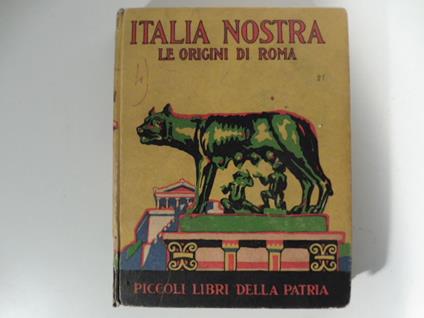 ITALIA NOSTRA
LE ORIGINI DI ROMA
PICCOLI LIBRI DELLA PATRIA